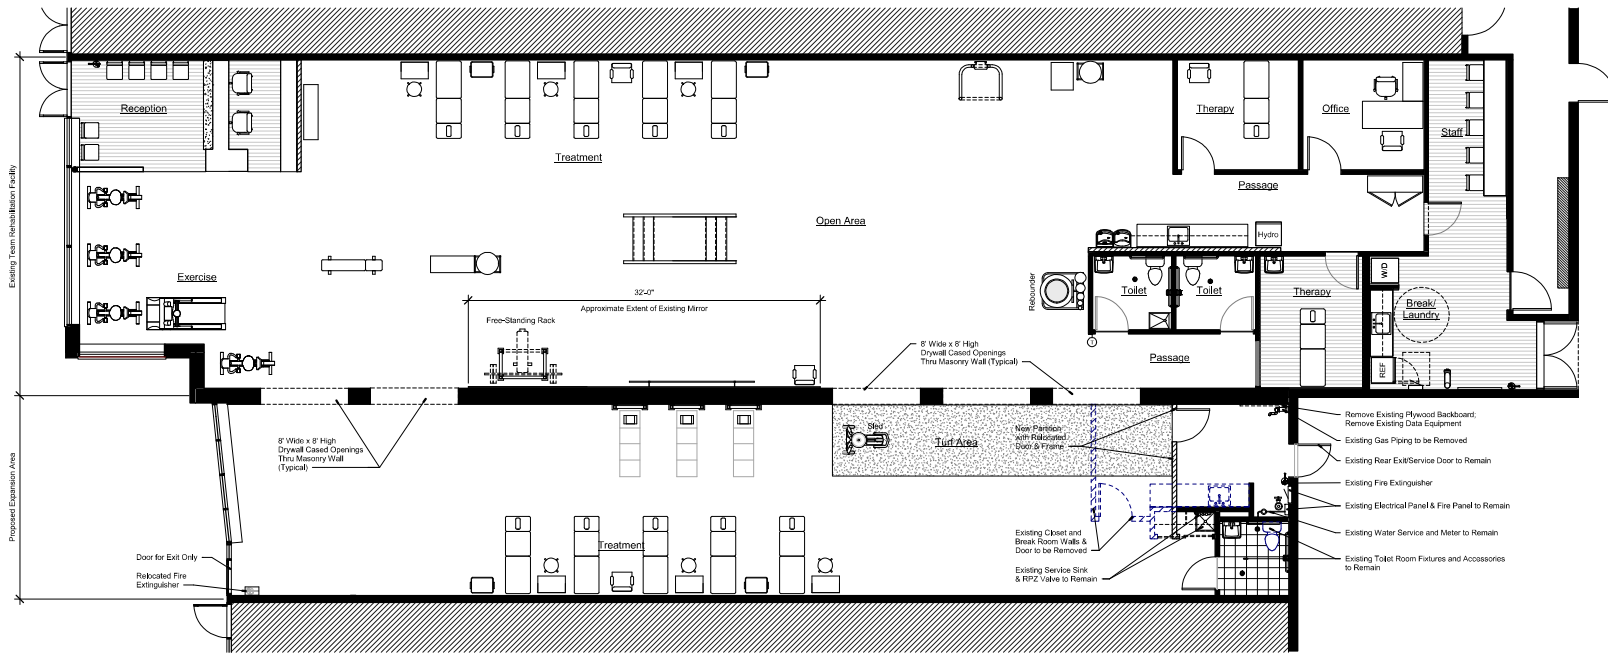 Reception
Therapy
Office
Staff
Treatment
Passage
Open Area
Hydro
Existing Team Rehabilitation Facility
Exercise
Toilet
Toilet
Therapy
W/D
Break/
Laundry
Rebounder
32'-0"
Approximate Extent of Existing Mirror
Free-Standing Rack
8' Wide x 8' High
Drywall Cased Openings
Thru Masonry Wall (Typical)
1
Passage
REF
Proposed Expansion Area
8' Wide x 8' High
Drywall Cased Openings
Thru Masonry Wall
(Typical)
Sled
Turf Area
New Partition
with Relocated
Door & Frame
Remove Existing Plywood Backboard;
Remove Existing Data Equipment
Existing Gas Piping to be Removed
Existing Rear Exit/Service Door to Remain
Existing Fire Extinguisher
Existing Electrical Panel & Fire Panel to Remain
Existing Water Service and Meter to Remain
Existing Toilet Room Fixtures and Accessories
to Remain
Existing Closet and
Break Room Walls &
Door to be Removed
Existing Service Sink
& RPZ Valve to Remain
Treatment
Door for Exit Only
Relocated Fire
Extinguisher